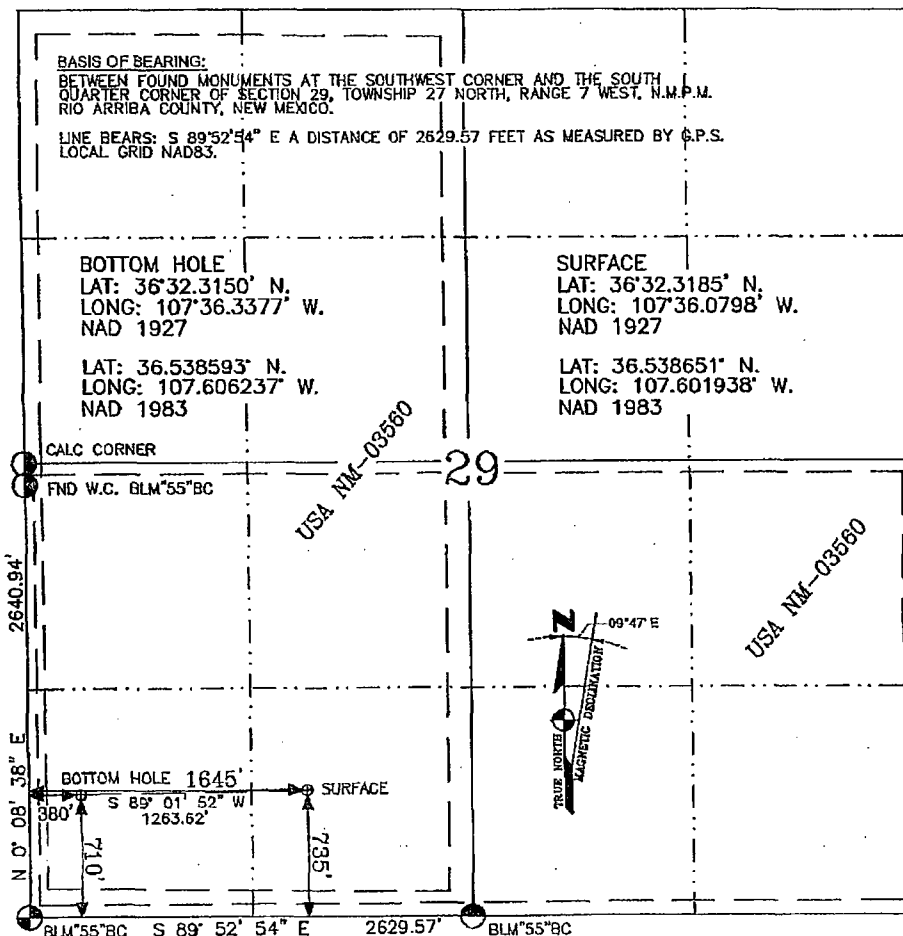 BASIS OF BEARING:
BETWEEN FOUND MONUMENTS AT THE SOUTHWEST CORNER AND THE SOUTH
QUARTER CORNER OF SECTION 29, TOWNSHIP 27 NORTH, RANGE 7 WEST, N.M.P.M.
RIO ARRIBA COUNTY, NEW MEXICO.
LINE BEARS: S 89°52'54" E A DISTANCE OF 2629.57 FEET AS MEASURED BY G.P.S.
LOCAL GRID NAD83.
BOTTOM HOLE
LAT: 36°32.3150' N.
LONG: 107°36.3377' W.
NAD 1927
LAT: 36.538593° N.
LONG: 107.606237° W.
NAD 1983
SURFACE
LAT: 36°32.3185' N.
LONG: 107°36.0798' W.
NAD 1927
LAT: 36.538651° N.
LONG: 107.601938° W.
NAD 1983
CALC CORNER
FND W.C. BLM"55"BC
29
USA NM-03560
USA NM-03560
2640.94'
N 0° 08' 38" E
N
09°47' E
TRUE NORTH
MAGNETIC DECLINATION
BOTTOM HOLE 1645'
SURFACE
S 89° 01' 52" W
1263.62'
380'
710'
735'
BLM"55"BC S 89° 52' 54" E 2629.57' BLM"55"BC